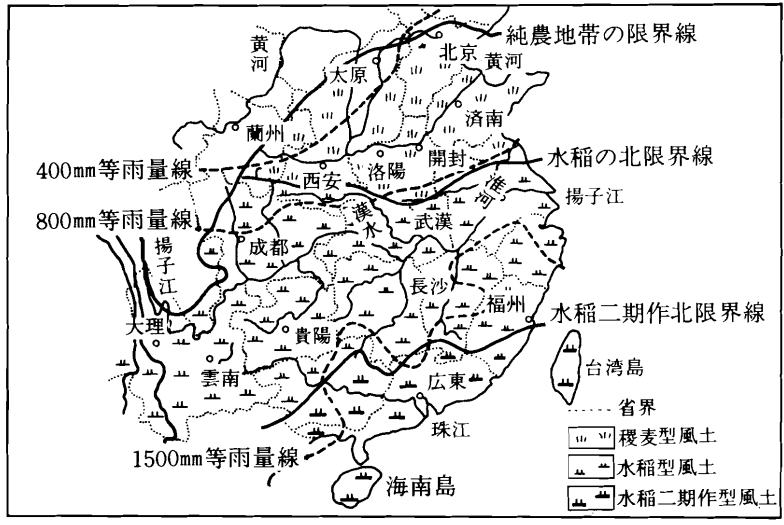 純農地帯の限界線
黄河
北京
黄河
太原
済南
蘭州
400mm等雨量線
洛陽
開封
水稲の北限界線
西安
淮河
揚子江
800mm等雨量線
漢水
武漢
揚子江
成都
長沙
福州
水稲二期作北限界線
大理
貴陽
台湾島
雲南
広東
省界
珠江
稷麦型風土
1500mm等雨量線
水稲型風土
海南島
水稲二期作型風土